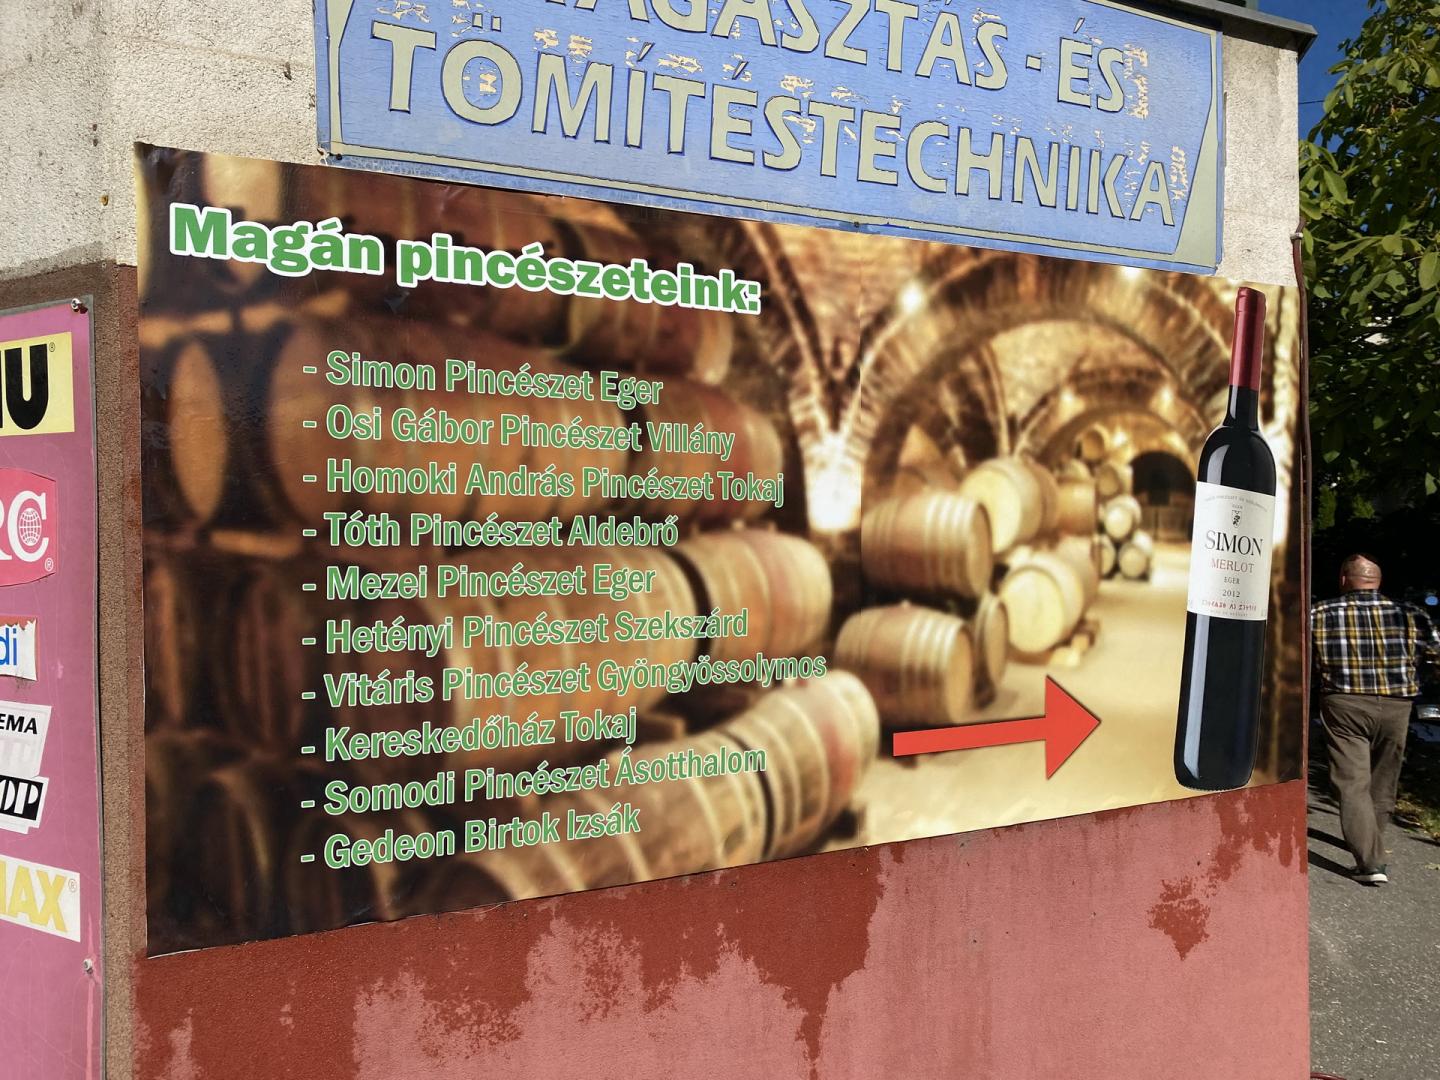 RAGASZTÁS - ÉS
TÖMÍTÉSTECHNIKA
Magán pincészeteink:
- Simon Pincészet Eger
- Osi Gábor Pincészet Villány
- Homoki András Pincészet Tokaj
- Tóth Pincészet Aldebrő
- Mezei Pincészet Eger
- Hetényi Pincészet Szekszárd
- Vitáris Pincészet Gyöngyössolymos
- Kereskedőház Tokaj
- Somodi Pincészet Ásotthalom
- Gedeon Birtok Izsák
SIMON
MERLOT
EGER
2012